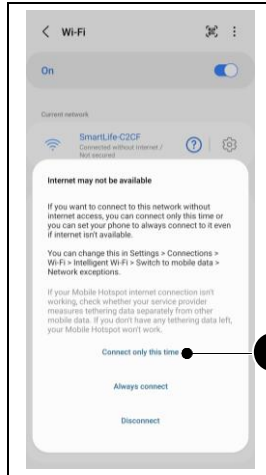 Wi-Fi
On
Current network
SmartLife-C2CF
Connected without internet /
Not secured
Internet may not be available
If you want to connect to this network without
internet access, you can connect only this time or
you can set your phone to always connect to it even
if internet isn't available.
You can change this in Settings > Connections >
Wi-Fi > Intelligent Wi-Fi > Switch to mobile data >
Network exceptions.
If your Mobile Hotspot internet connection isn't
working, check whether your service provider
measures tethering data separately from other
mobile data. If you don't have any tethering data left,
your Mobile Hotspot won't work.
Connect only this time
Always connect
Disconnect